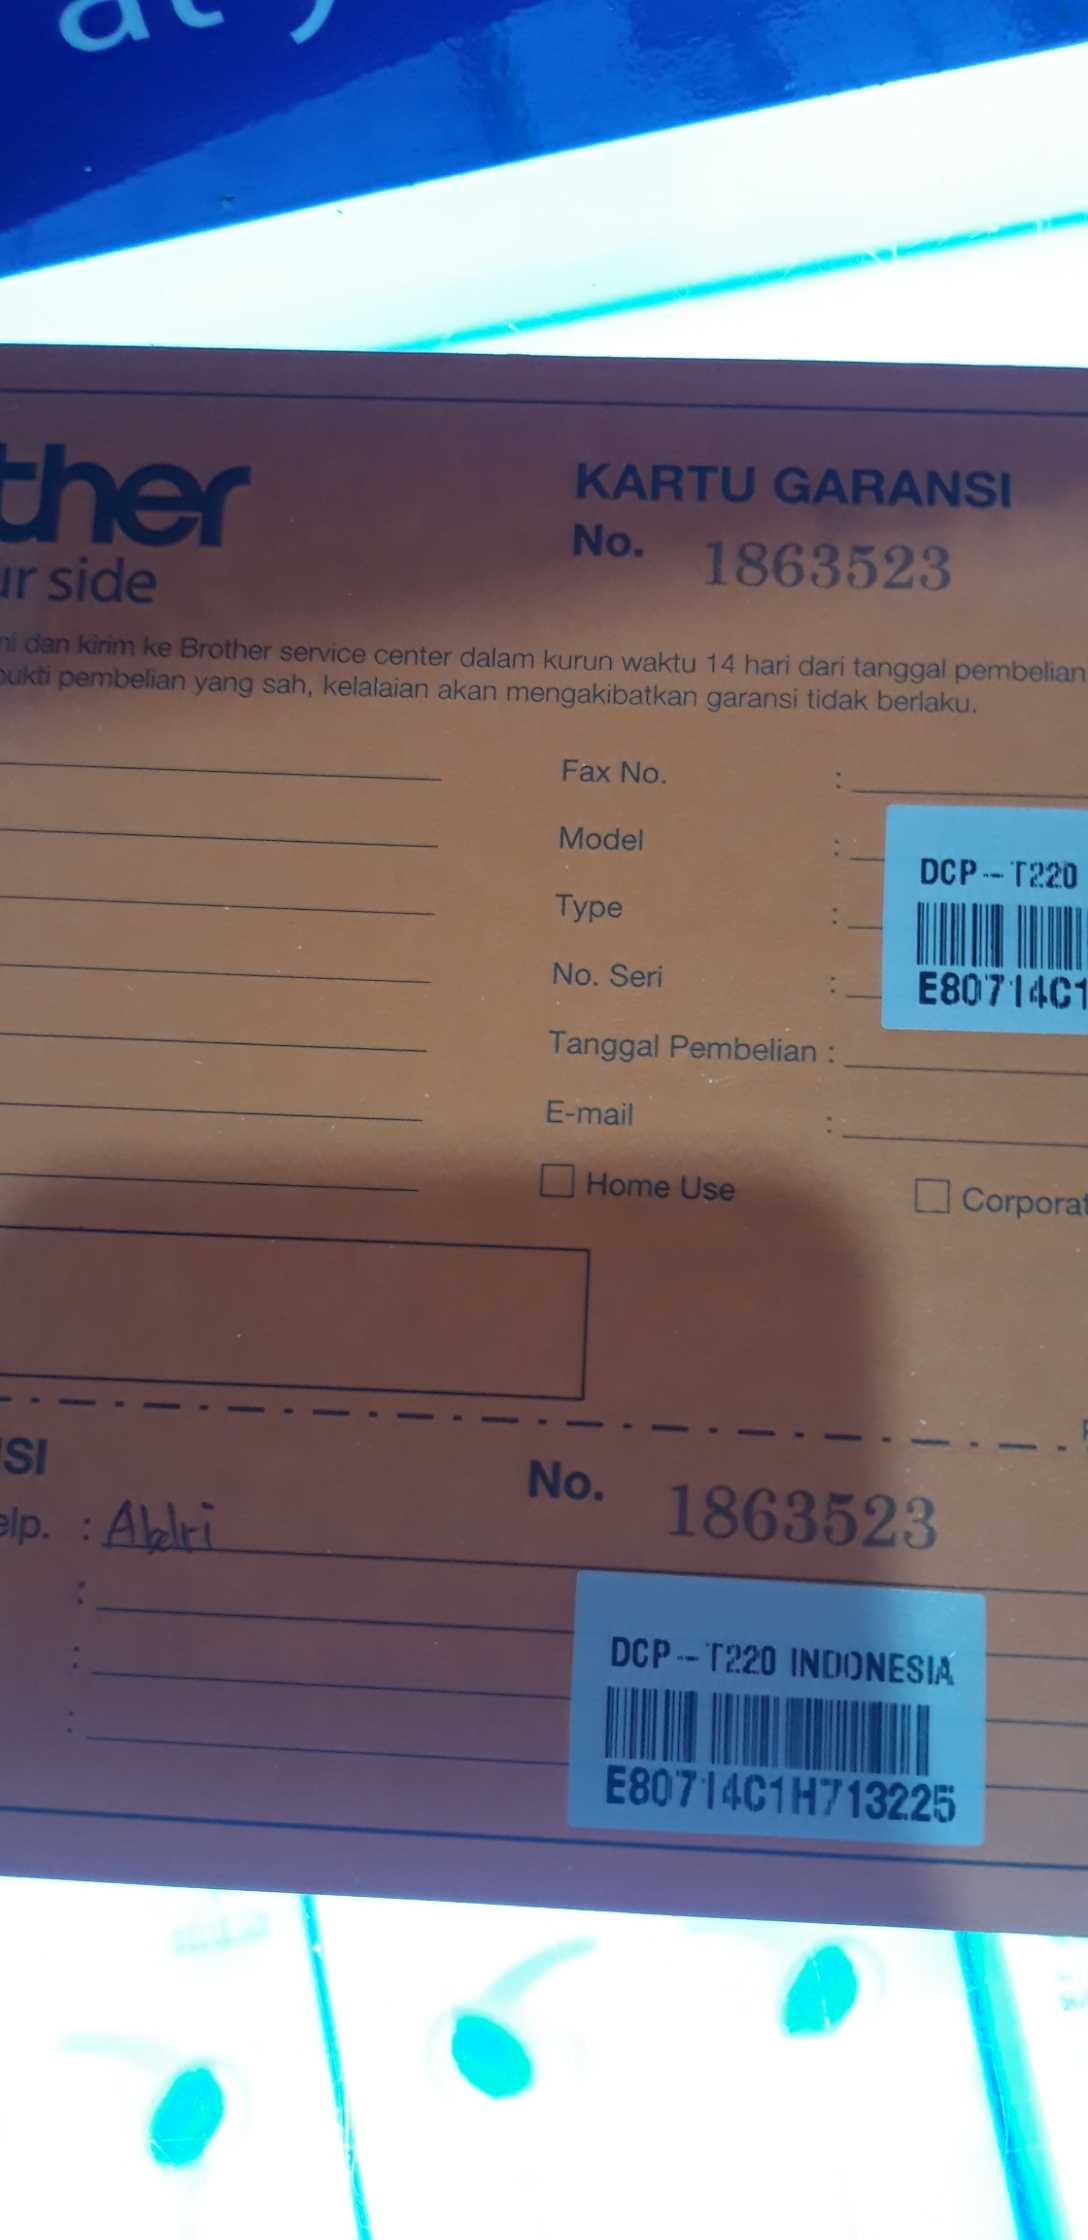 at y
ther
ur side
KARTU GARANSI
No. 1863523
ni dan kirim ke Brother service center dalam kurun waktu 14 hari dari tanggal pembelian
bukti pembelian yang sah, kelalaian akan mengakibatkan garansi tidak berlaku.
Fax No. :
Model :
Type :
No. Seri :
DCP-T220
E80714C1
Tanggal Pembelian :
E-mail :
Home Use
Corporat
SI
No. 1863523
elp. : Abdri
:
:
:
DCP-T220 INDONESIA
E80714C1H713225